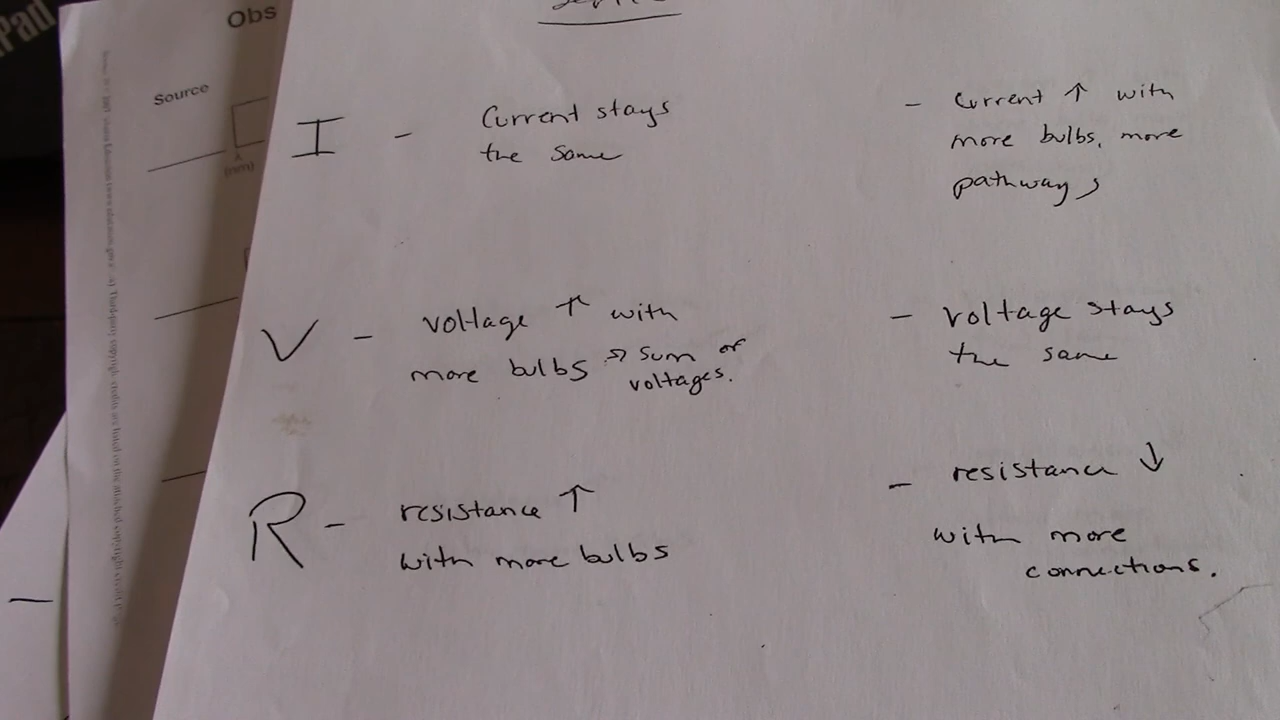 Pad
Obs
Source
I - Current stays
the same
- Current ↑ with
more bulbs, more
pathways
V - voltage ↑ with
more bulbs => sum of
voltages.
- voltage stays
the same
R - resistance ↑
with more bulbs
- resistance ↓
with more
connections.